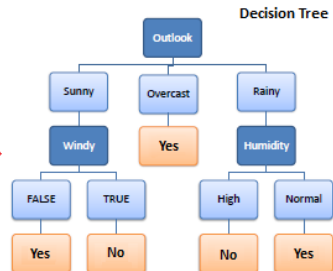 Decision Tree
Outlook
Sunny Overcast Rainy
Windy Yes Humidity
FALSE TRUE High Normal
Yes No No Yes